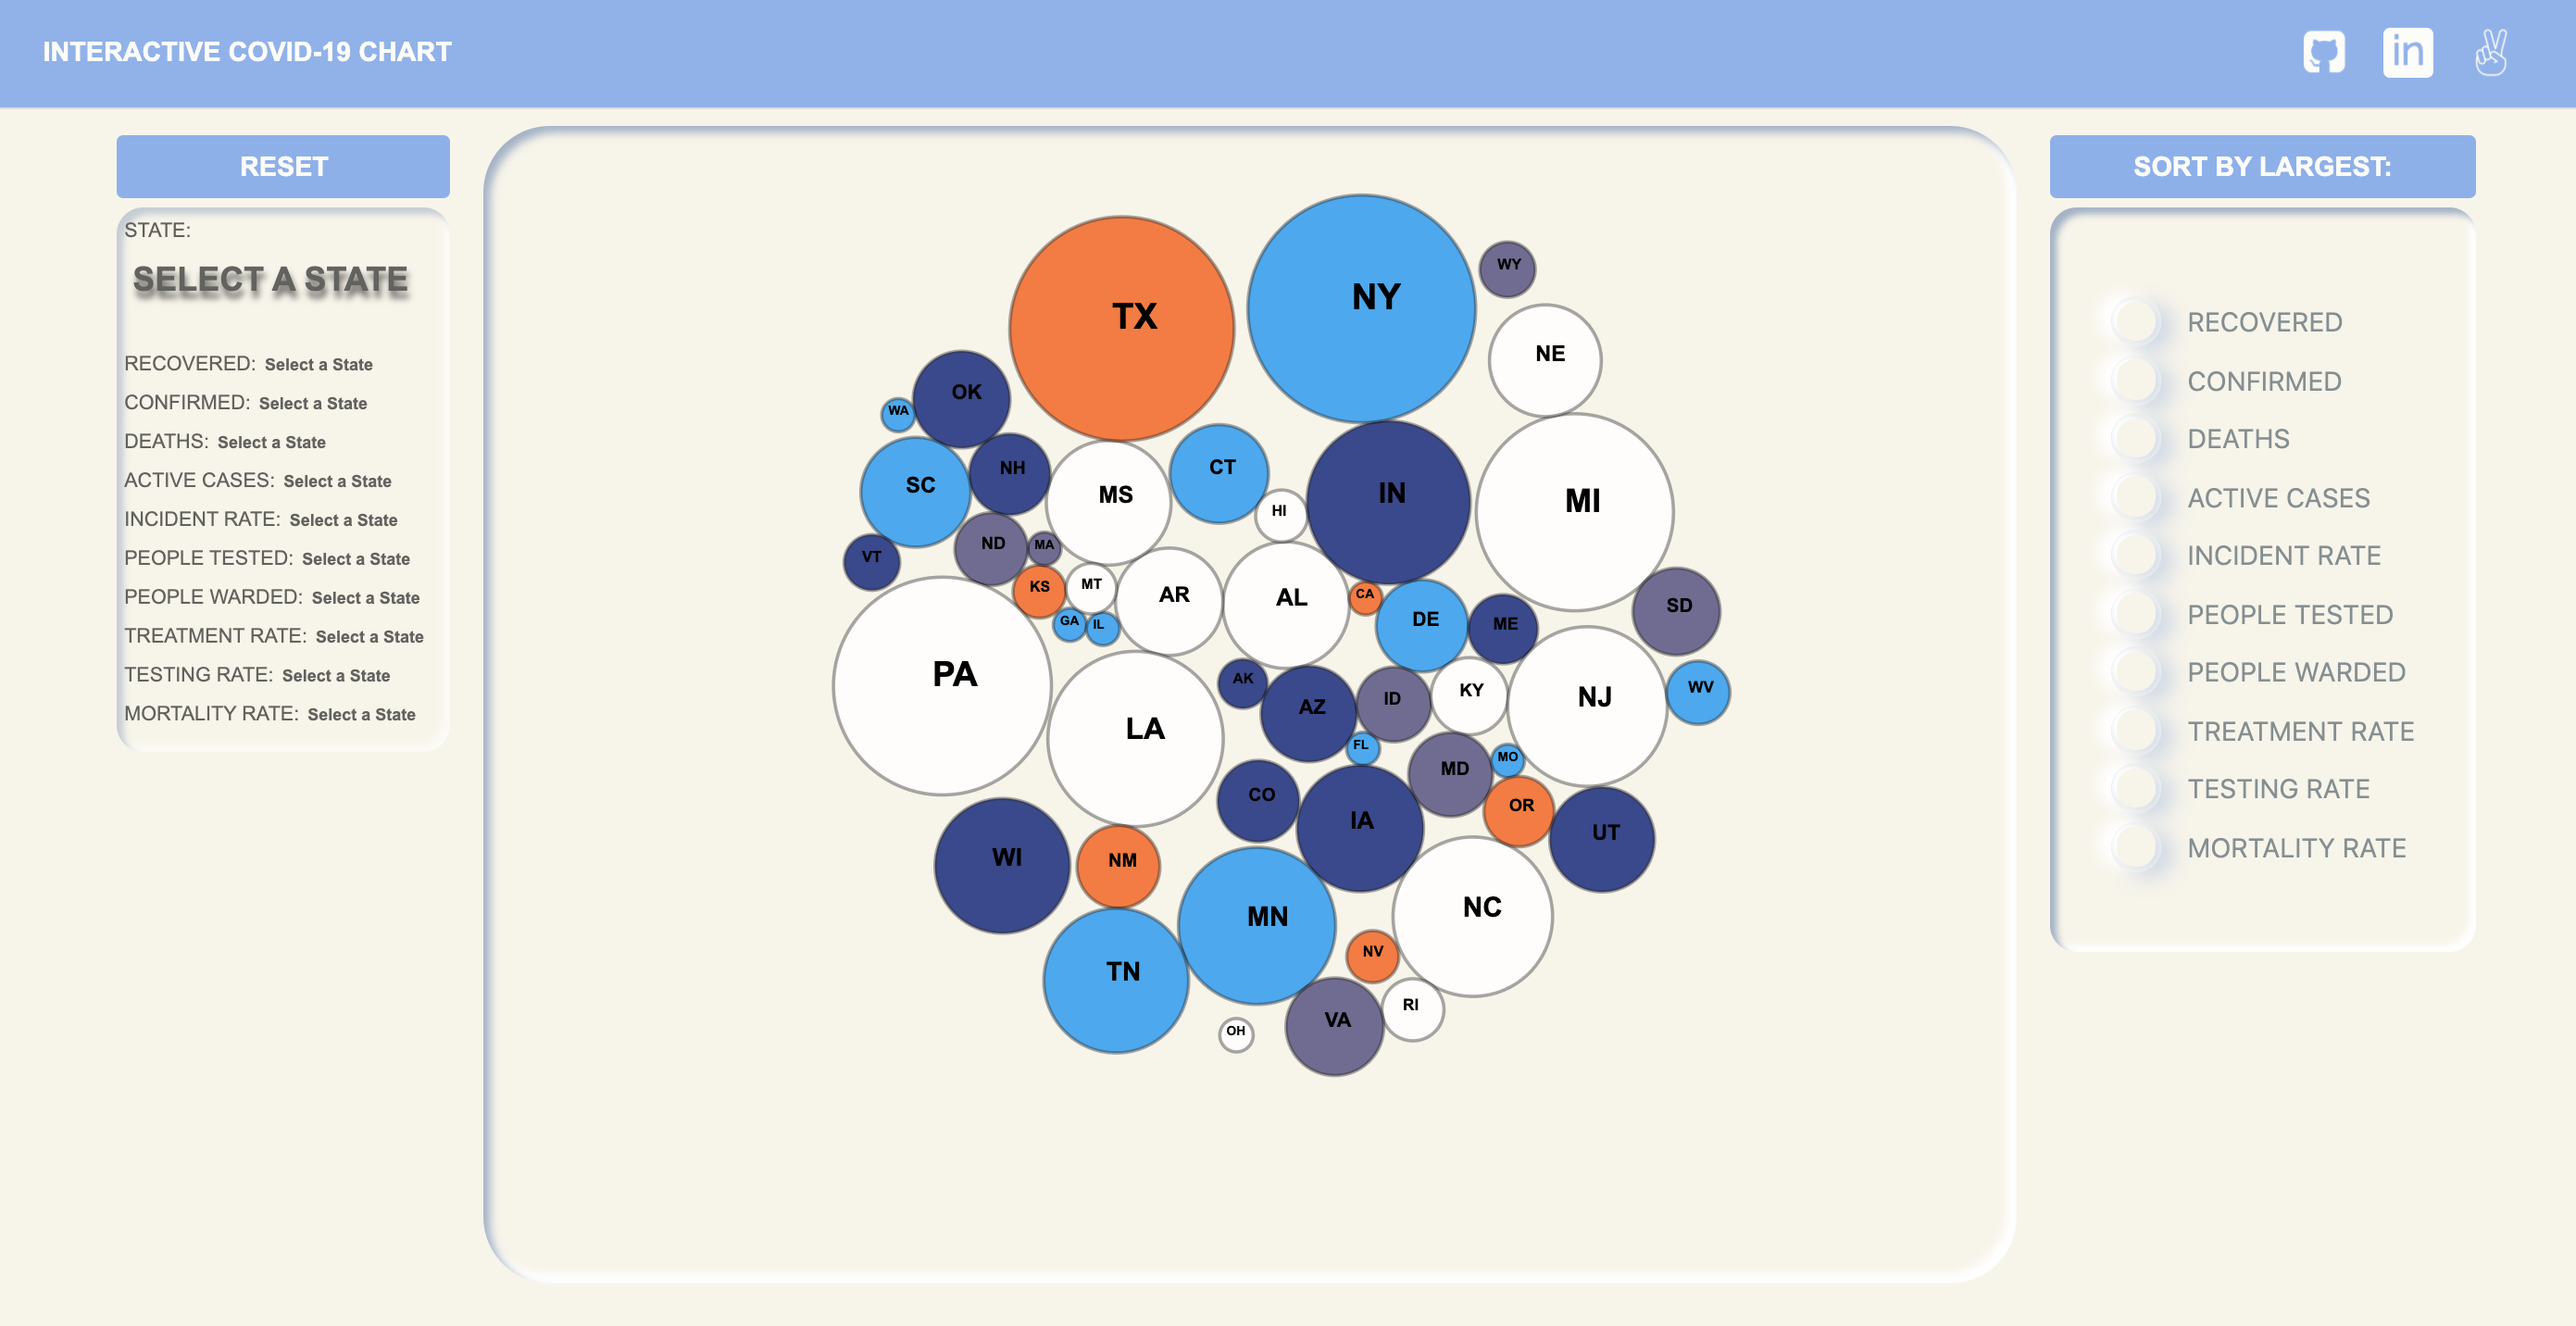 INTERACTIVE COVID-19 CHART
in
RESET
STATE:
SELECT A STATE
RECOVERED: Select a State
CONFIRMED: Select a State
DEATHS: Select a State
ACTIVE CASES: Select a State
INCIDENT RATE: Select a State
PEOPLE TESTED: Select a State
PEOPLE WARDED: Select a State
TREATMENT RATE: Select a State
TESTING RATE: Select a State
MORTALITY RATE: Select a State
TX
NY
WY
NE
OK
WA
SC
NH
MS
CT
HI
IN
MI
VT
ND
MA
KS
MT
GA
IL
AR
AL
CA
DE
ME
SD
PA
LA
AK
AZ
ID
KY
NJ
WV
FL
MD
MO
CO
IA
OR
UT
WI
NM
MN
NC
TN
NV
VA
RI
OH
SORT BY LARGEST:
RECOVERED
CONFIRMED
DEATHS
ACTIVE CASES
INCIDENT RATE
PEOPLE TESTED
PEOPLE WARDED
TREATMENT RATE
TESTING RATE
MORTALITY RATE